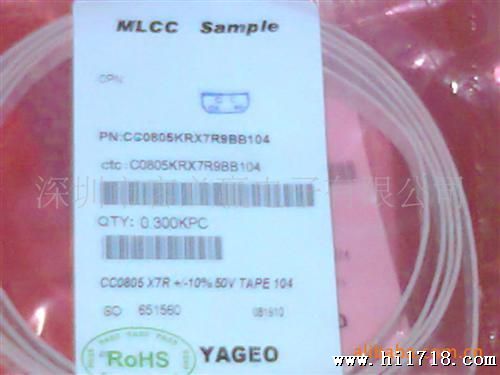 MLCC Sample
CPN:
PN:CC0805KRX7R9BB104
ctc:C0805KRX7R9BB104
QTY: 0.300KPC
CC0805 X7R +/-10% 50V TAPE 104
SO 651560
RoHS
YAGEO
GEO
www.hi1718.com